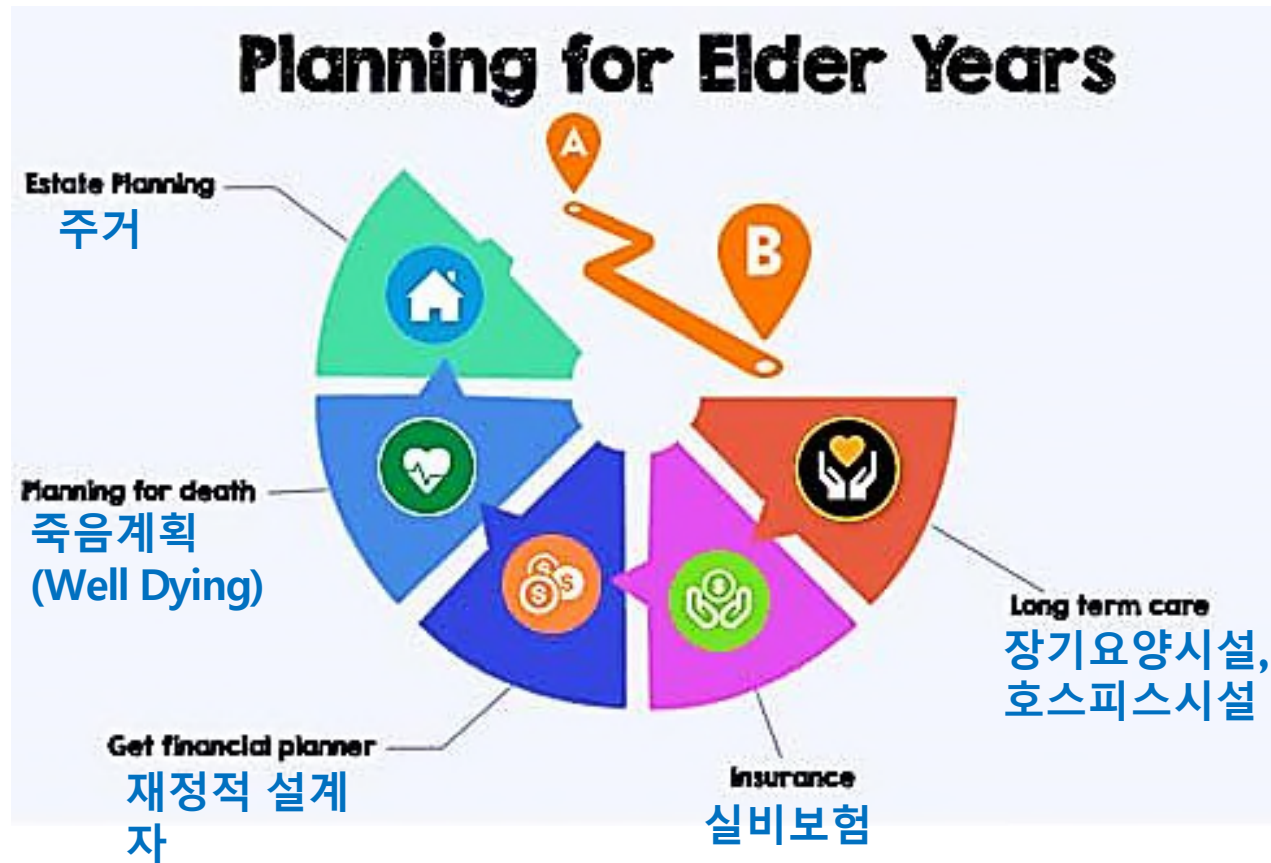 Planning for Elder Years
A
B
Estate Planning
주거
Planning for death
죽음계획
(Well Dying)
Get financial planner
재정적 설계
자
Insurance
실비보험
Long term care
장기요양시설,
호스피스시설